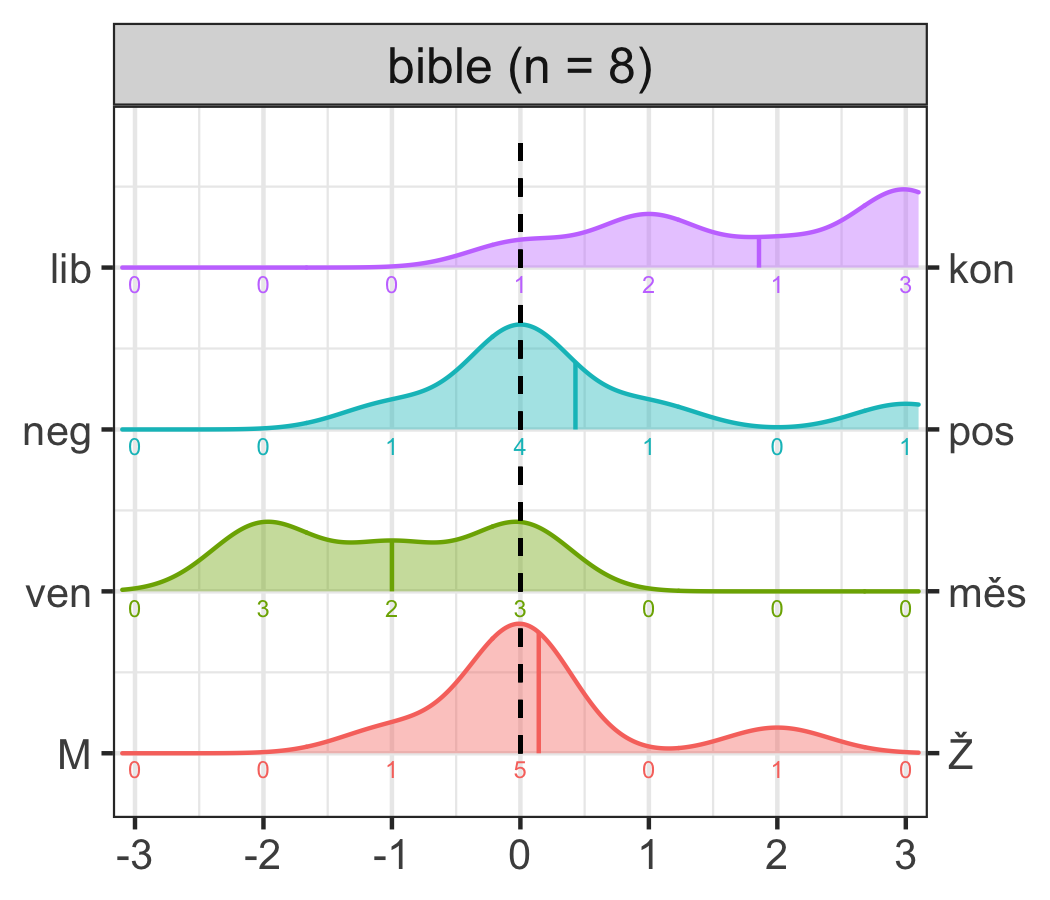 bible (n = 8)
lib kon
0 0 0 1 2 1 3
neg pos
0 0 1 4 1 0 1
ven měs
0 3 2 3 0 0 0
M Ž
0 0 1 5 0 1 0
-3 -2 -1 0 1 2 3